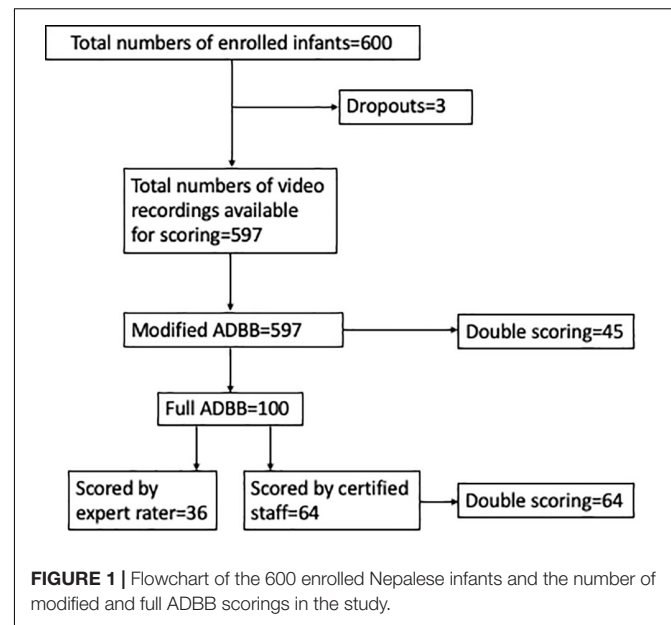 Total numbers of enrolled infants=600
Dropouts=3
Total numbers of video
recordings available
for scoring=597
Modified ADBB=597
Double scoring=45
Full ADBB=100
Scored by
expert rater=36
Scored by certified
staff=64
Double scoring=64
FIGURE 1 | Flowchart of the 600 enrolled Nepalese infants and the number of
modified and full ADBB scorings in the study.